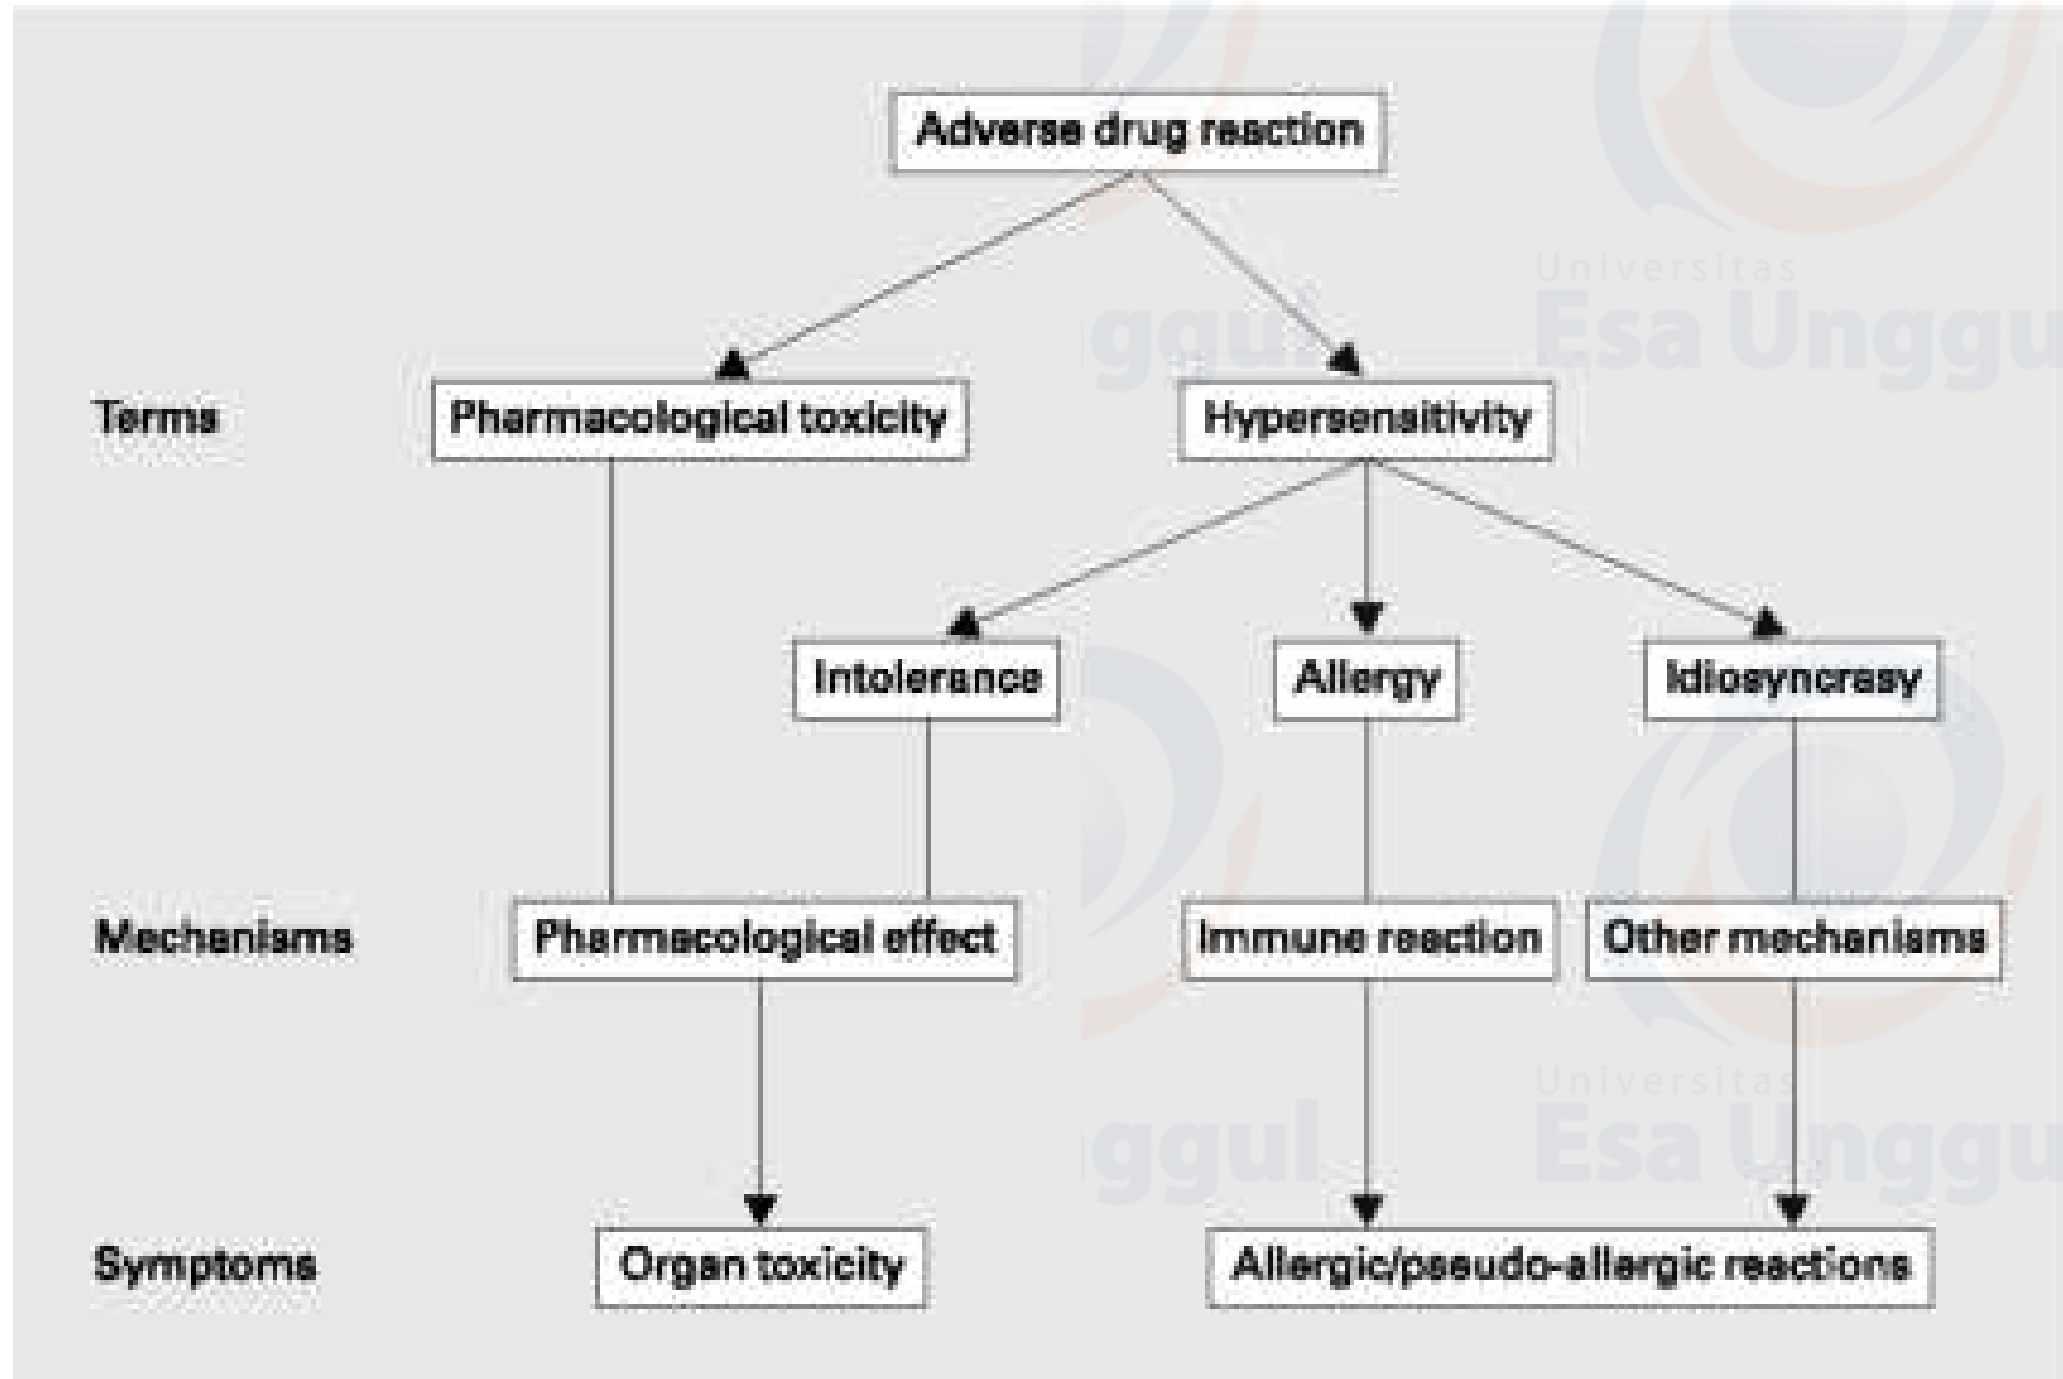 Adverse drug reaction
Universitas
ggul Esa Unggu
Terms Pharmacological toxicity Hypersensitivity
Intolerance Allergy Idiosyncrasy
Mechanisms Pharmacological effect Immune reaction Other mechanisms
Universitas
ggul Esa Unggu
Symptoms Organ toxicity Allergic/pseudo-allergic reactions